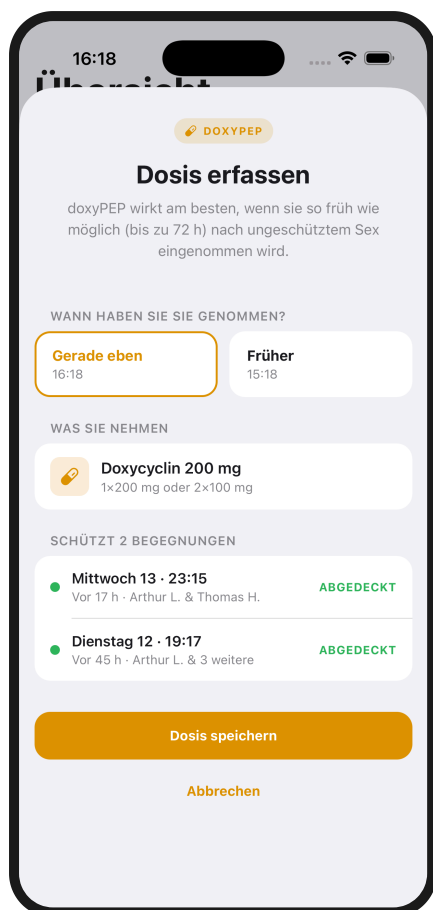 16:18
Übersicht
DOXYPEP
Dosis erfassen
doxyPEP wirkt am besten, wenn sie so früh wie
möglich (bis zu 72 h) nach ungeschütztem Sex
eingenommen wird.
WANN HABEN SIE SIE GENOMMEN?
Gerade eben
16:18
Früher
15:18
WAS SIE NEHMEN
Doxycyclin 200 mg
1×200 mg oder 2×100 mg
SCHÜTZT 2 BEGEGNUNGEN
Mittwoch 13 · 23:15
Vor 17 h · Arthur L. & Thomas H.
ABGEDECKT
Dienstag 12 · 19:17
Vor 45 h · Arthur L. & 3 weitere
ABGEDECKT
Dosis speichern
Abbrechen